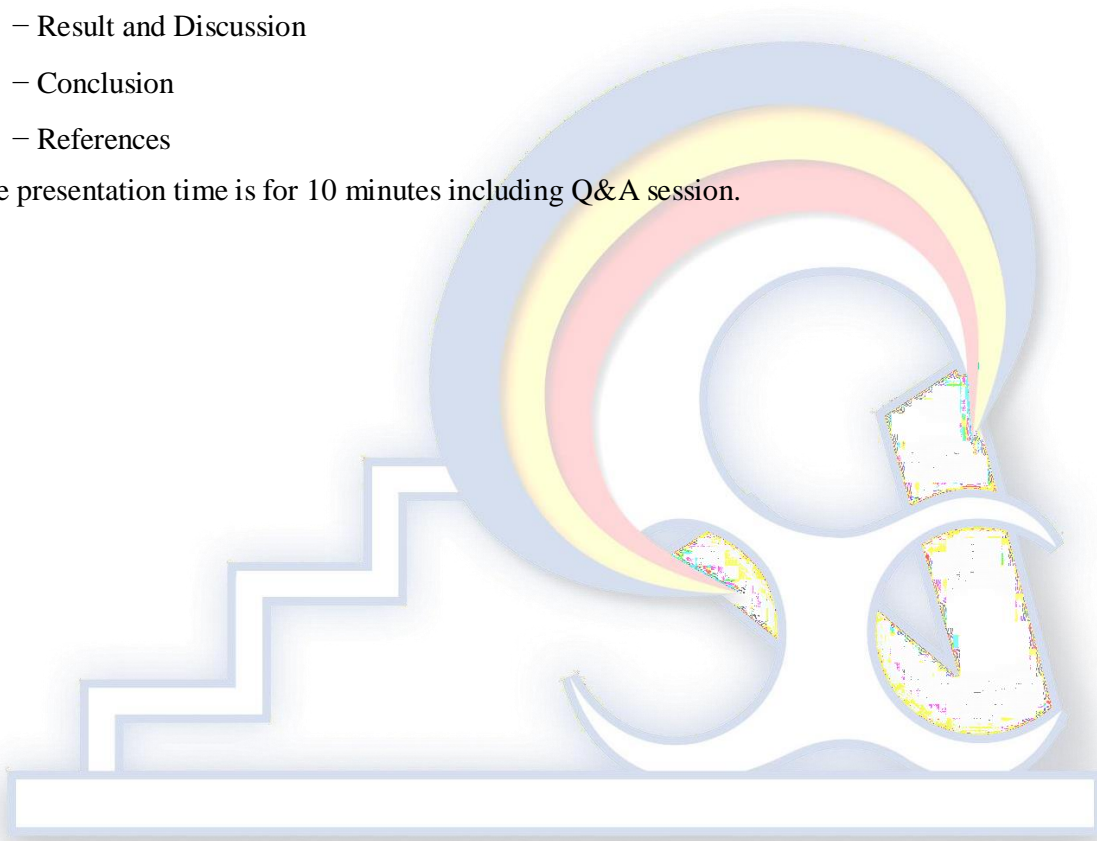 − Result and Discussion
− Conclusion
− References
e presentation time is for 10 minutes including Q&A session.